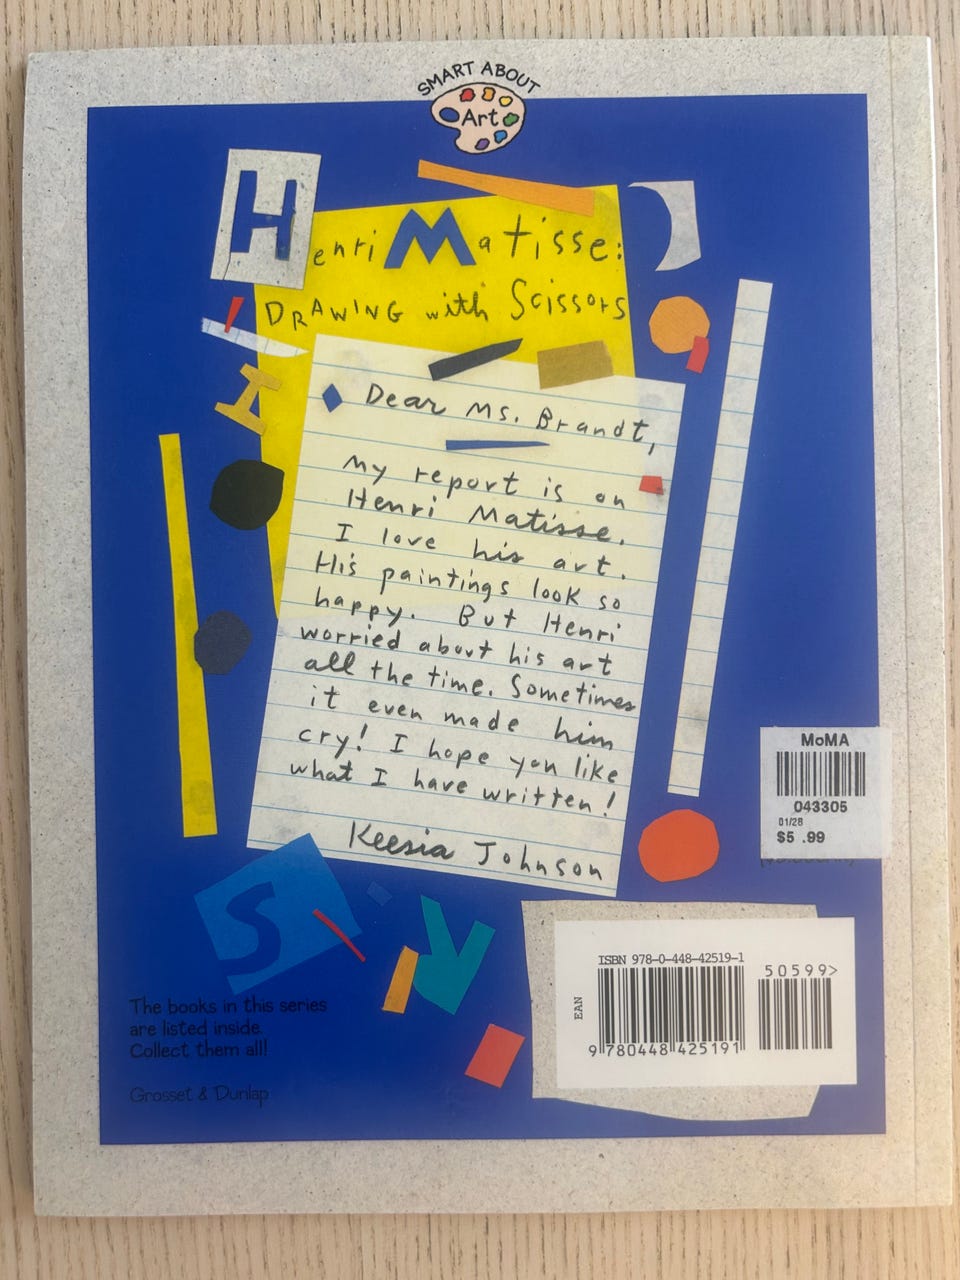 SMART ABOUT
Art
Henri Matisse:
DRAWING with Scissors
Dear Ms. Brandt,
My report is on
Henri Matisse.
I love his art.
His paintings look so
happy. But Henri
worried about his art
all the time. Sometimes
it even made him
cry! I hope you like
what I have written!
Keesia Johnson
MoMA
043305
01/28
$5.99
The books in this series
are listed inside.
Collect them all!
Grosset & Dunlap
ISBN 978-0-448-42519-1
50599>
EAN
9 780448 425191